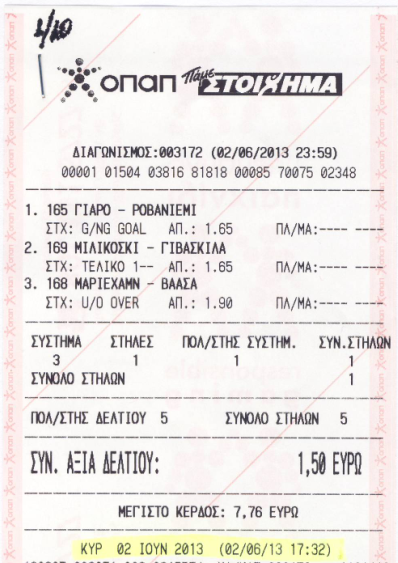 4/20
οπαπ Πάμε ΣΤΟΙΧΗΜΑ
ΔΙΑΓΩΝΙΣΜΟΣ:003172 (02/06/2013 23:59)
00001 01504 03816 81818 00085 70075 02348
1. 165 ΓΙΑΡΟ - ΡΟΒΑΝΙΕΜΙ
ΣΤΧ: G/NG GOAL ΑΠ.: 1.65 ΠΛ/ΜΑ:---- ----
2. 169 ΜΙΛΙΚΟΣΚΙ - ΓΙΒΑΣΚΙΛΑ
ΣΤΧ: ΤΕΛΙΚΟ 1-- ΑΠ.: 1.65 ΠΛ/ΜΑ:---- ----
3. 168 ΜΑΡΙΕΧΑΜΝ - ΒΑΑΣΑ
ΣΤΧ: U/O OVER ΑΠ.: 1.90 ΠΛ/ΜΑ:---- ----
ΣΥΣΤΗΜΑ ΣΤΗΛΕΣ ΠΟΛ/ΣΤΗΣ ΣΥΣΤΗΜ. ΣΥΝ.ΣΤΗΛΩΝ
3 1 1 1
ΣΥΝΟΛΟ ΣΤΗΛΩΝ 1
ΠΟΛ/ΣΤΗΣ ΔΕΛΤΙΟΥ 5 ΣΥΝΟΛΟ ΣΤΗΛΩΝ 5
ΣΥΝ. ΑΞΙΑ ΔΕΛΤΙΟΥ: 1,50 ΕΥΡΩ
ΜΕΓΙΣΤΟ ΚΕΡΔΟΣ: 7,76 ΕΥΡΩ
ΚΥΡ 02 ΙΟΥΝ 2013 (02/06/13 17:32)